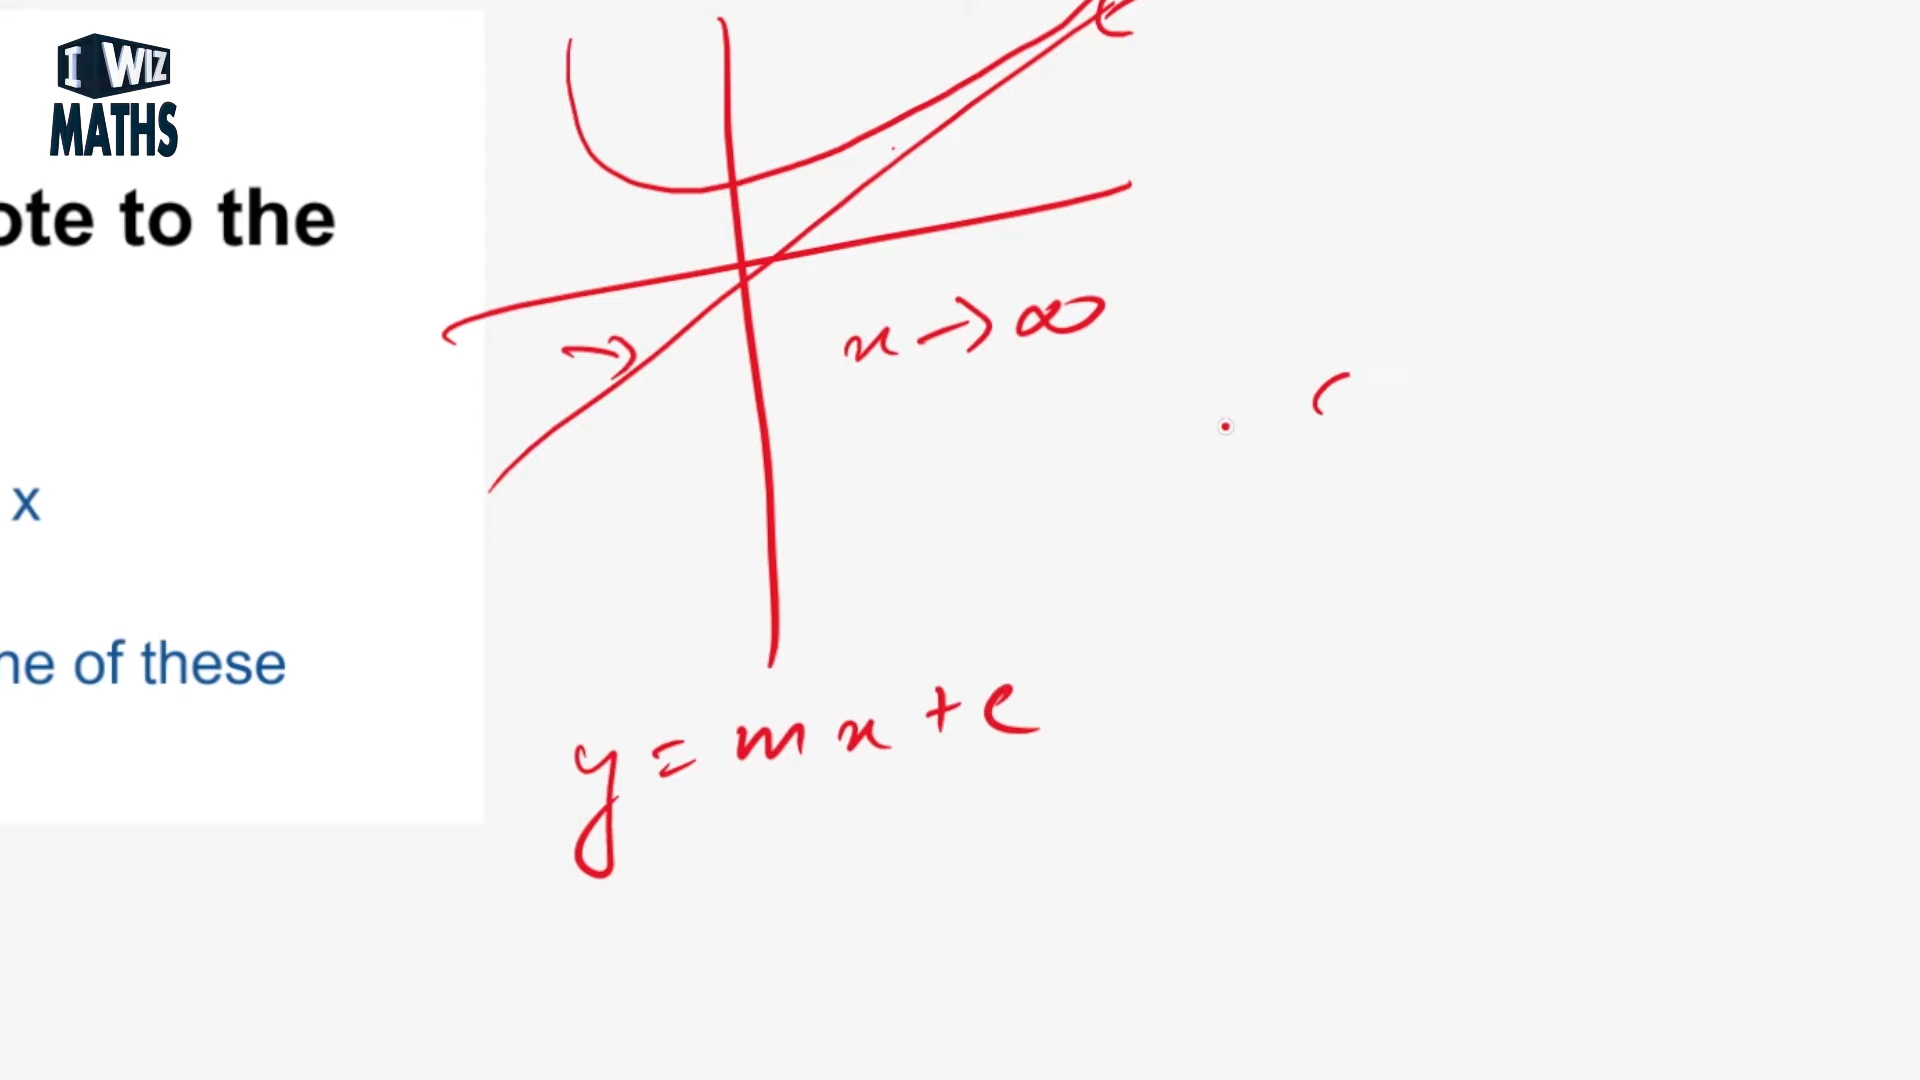 I WIZ
MATHS
ote to the
x → ∞
x
ne of these
y = mx + c